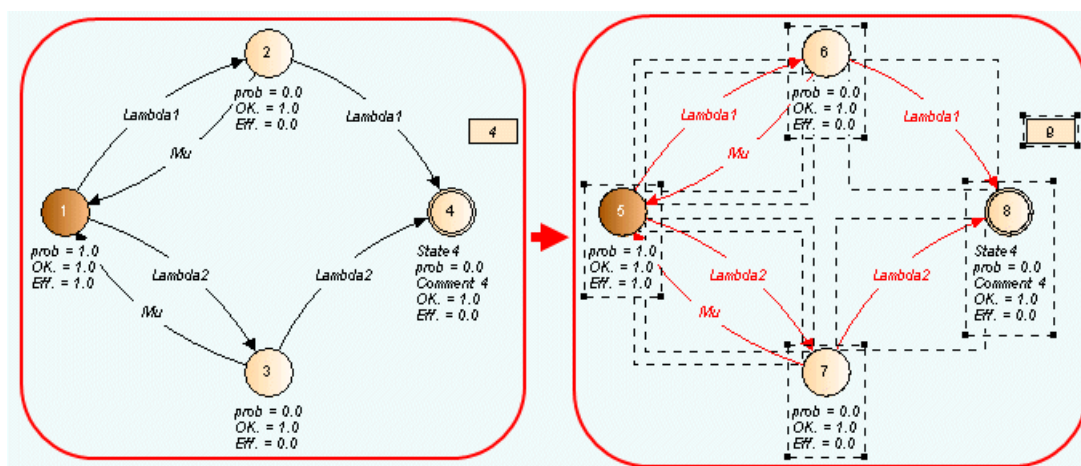 2
prob = 0.0
OK. = 1.0
Eff. = 0.0
Lambda1
Lambda1
Mu
4
1
prob = 1.0
OK. = 1.0
Eff. = 1.0
4
State 4
prob = 0.0
Comment 4
OK. = 1.0
Eff. = 0.0
Lambda2
Lambda2
Mu
3
prob = 0.0
OK. = 1.0
Eff. = 0.0
6
prob = 0.0
OK. = 1.0
Eff. = 0.0
Lambda1
Lambda1
Mu
5
prob = 1.0
OK. = 1.0
Eff. = 1.0
8
State 4
prob = 0.0
Comment 4
OK. = 1.0
Eff. = 0.0
Lambda2
Lambda2
Mu
7
prob = 0.0
OK. = 1.0
Eff. = 0.0